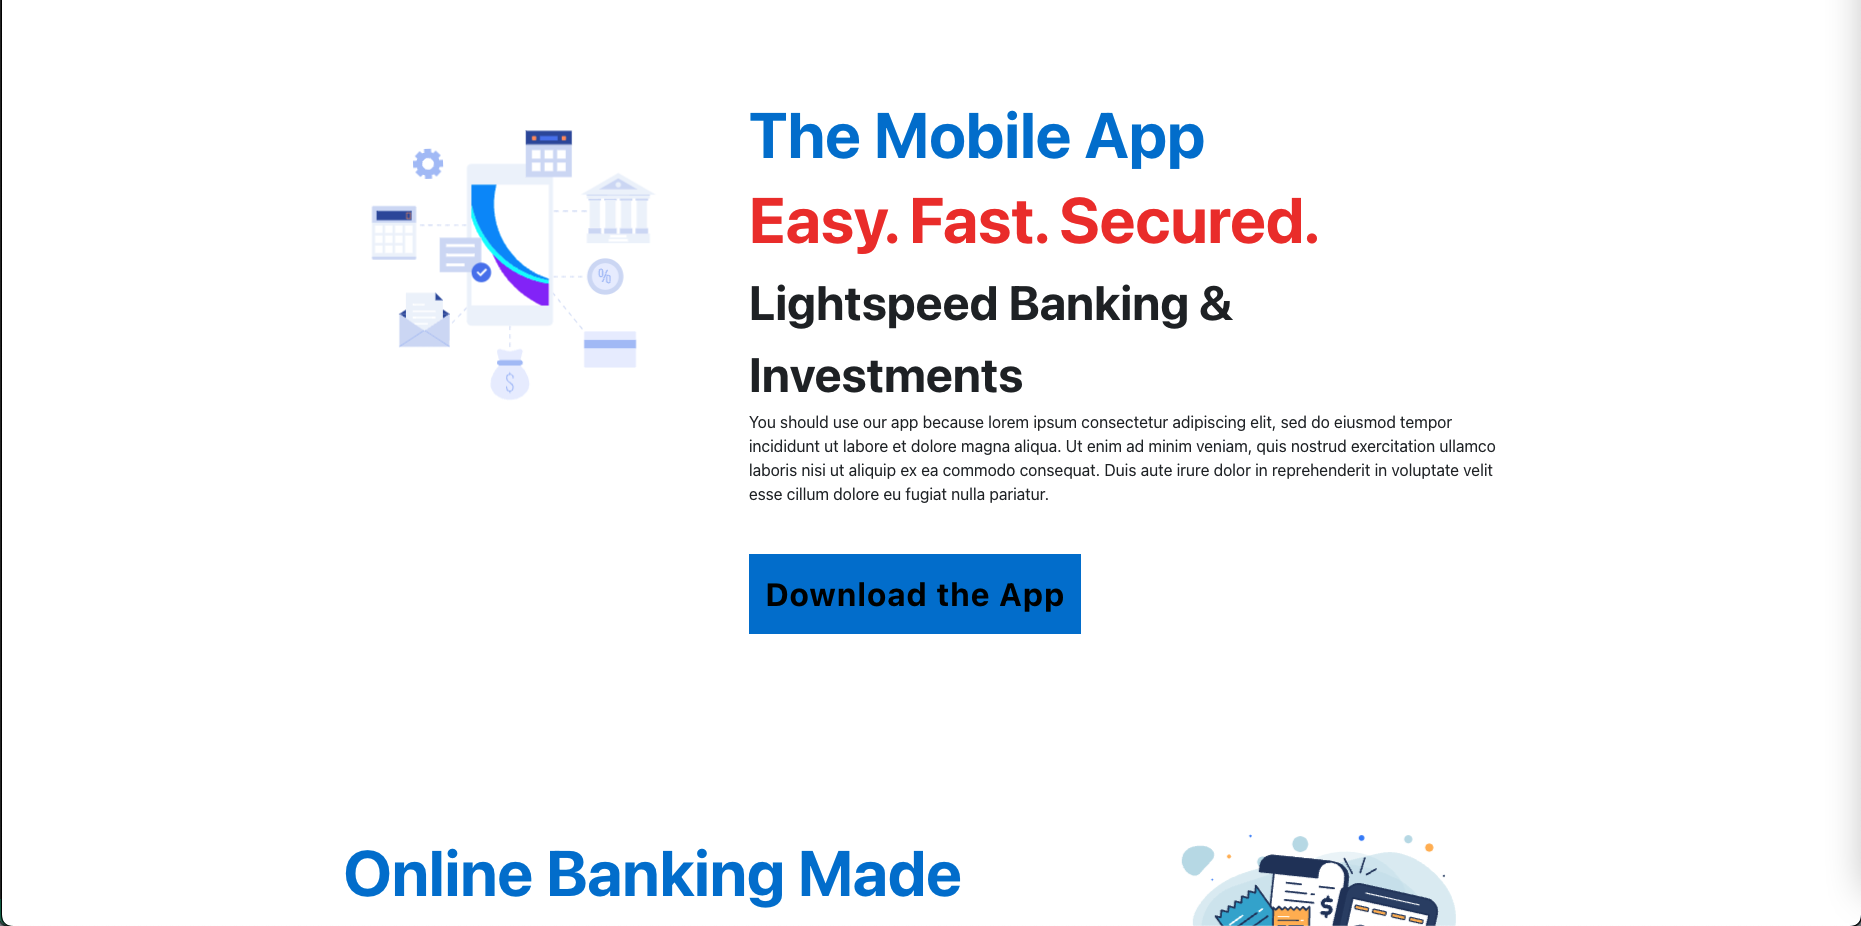 The Mobile App
Easy. Fast. Secured.
Lightspeed Banking &
Investments
You should use our app because lorem ipsum consectetur adipiscing elit, sed do eiusmod tempor
incididunt ut labore et dolore magna aliqua. Ut enim ad minim veniam, quis nostrud exercitation ullamco
laboris nisi ut aliquip ex ea commodo consequat. Duis aute irure dolor in reprehenderit in voluptate velit
esse cillum dolore eu fugiat nulla pariatur.
Download the App
Online Banking Made
%
$
$